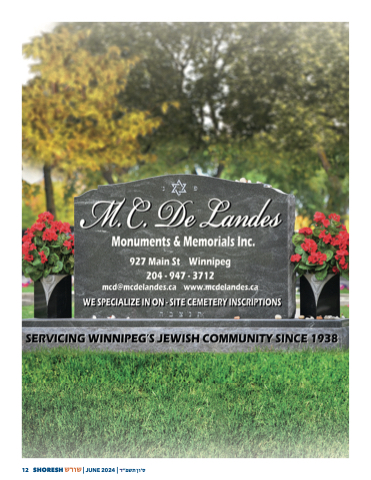 פ נ
M.C. De Landes
Monuments & Memorials Inc.
927 Main St Winnipeg
204 - 947 - 3712
mcd@mcdelandes.ca www.mcdelandes.ca
WE SPECIALIZE IN ON - SITE CEMETERY INSCRIPTIONS
ת נ צ ב ה
SERVICING WINNIPEG'S JEWISH COMMUNITY SINCE 1938
12 SHORESH שורש | JUNE 2024 | סיון תשפ"ד